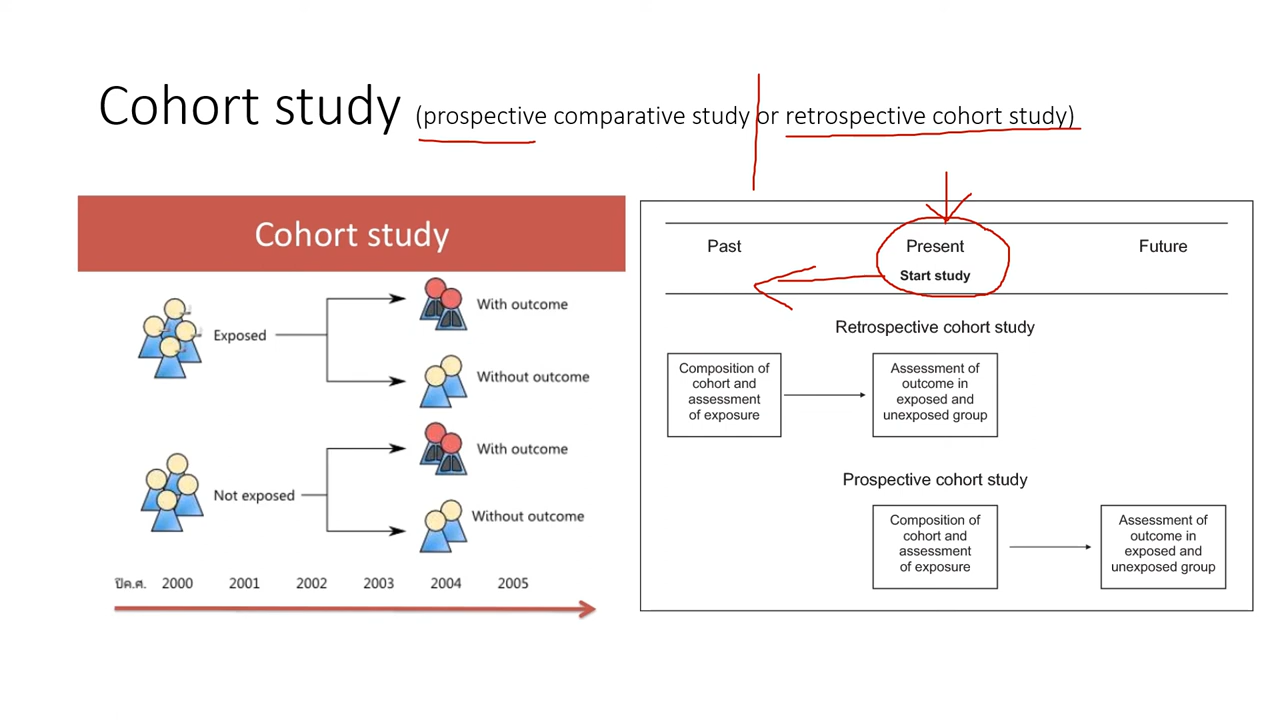 Cohort study (prospective comparative study or retrospective cohort study)
Cohort study
Exposed
With outcome
Without outcome
Not exposed
With outcome
Without outcome
ปีค.ศ. 2000 2001 2002 2003 2004 2005
Past Present Future
Start study
Retrospective cohort study
Composition of
cohort and
assessment
of exposure
Assessment of
outcome in
exposed and
unexposed group
Prospective cohort study
Composition of
cohort and
assessment
of exposure
Assessment of
outcome in
exposed and
unexposed group